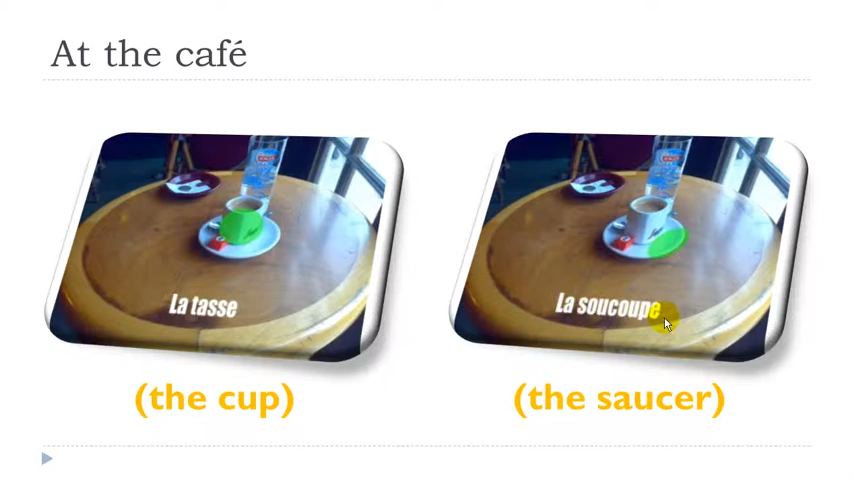 At the café
La tasse
La soucoupe
(the cup)
(the saucer)